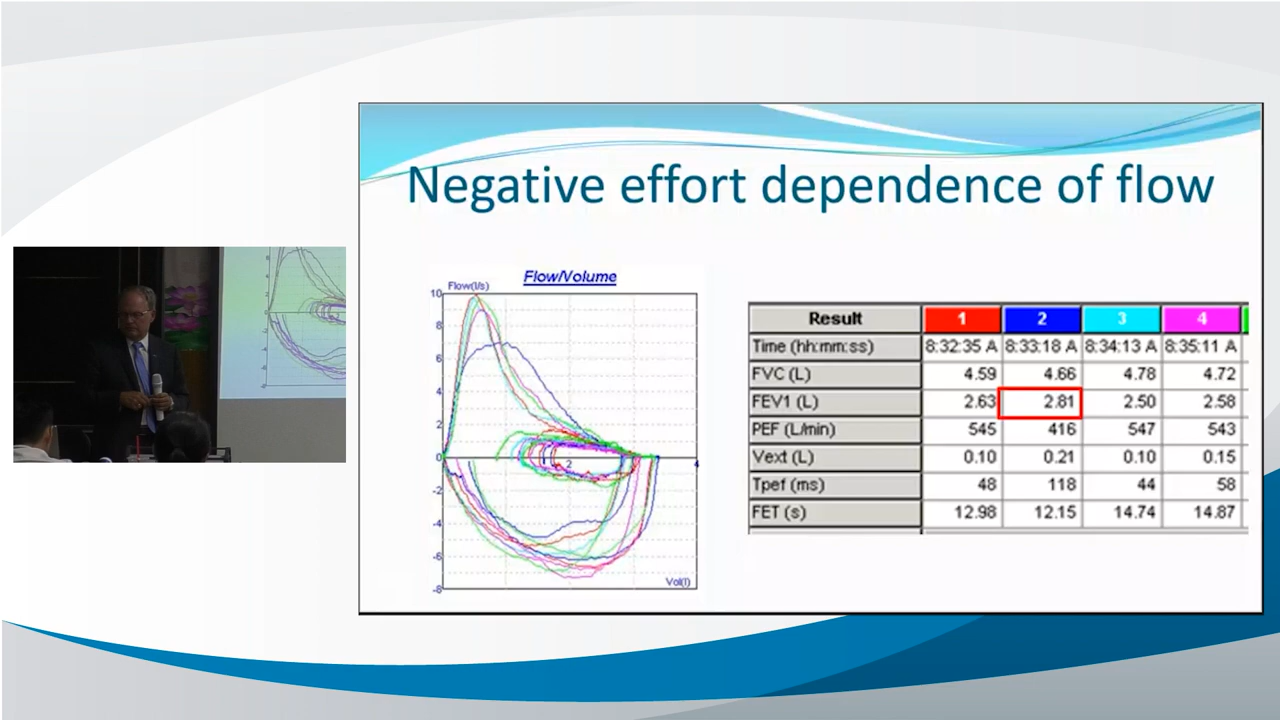 Negative effort dependence of flow
Flow/Volume
Flow(l/s)
10
8
6
4
2
0
-2
-4
-6
-8
2
4
Vol(l)
Result 1 2 3 4
Time (hh:mm:ss) 8:32:35 A 8:33:18 A 8:34:13 A 8:35:11 A
FVC (L) 4.59 4.66 4.78 4.72
FEV1 (L) 2.63 2.81 2.50 2.58
PEF (L/min) 545 416 547 543
Vext (L) 0.10 0.21 0.10 0.15
Tpef (ms) 48 118 44 58
FET (s) 12.98 12.15 14.74 14.87